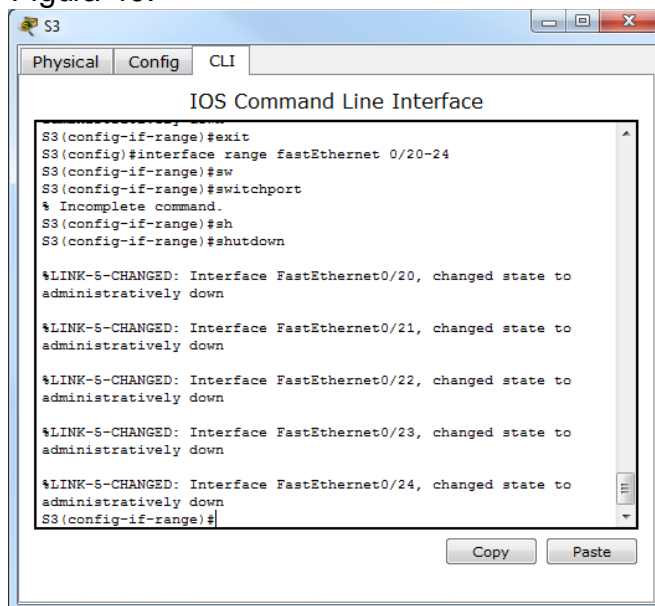 S3
Physical Config CLI
IOS Command Line Interface
S3(config-if-range)#exit
S3(config)#interface range fastEthernet 0/20-24
S3(config-if-range)#sw
S3(config-if-range)#switchport
% Incomplete command.
S3(config-if-range)#sh
S3(config-if-range)#shutdown
%LINK-5-CHANGED: Interface FastEthernet0/20, changed state to
administratively down
%LINK-5-CHANGED: Interface FastEthernet0/21, changed state to
administratively down
%LINK-5-CHANGED: Interface FastEthernet0/22, changed state to
administratively down
%LINK-5-CHANGED: Interface FastEthernet0/23, changed state to
administratively down
%LINK-5-CHANGED: Interface FastEthernet0/24, changed state to
administratively down
S3(config-if-range)#
Copy Paste